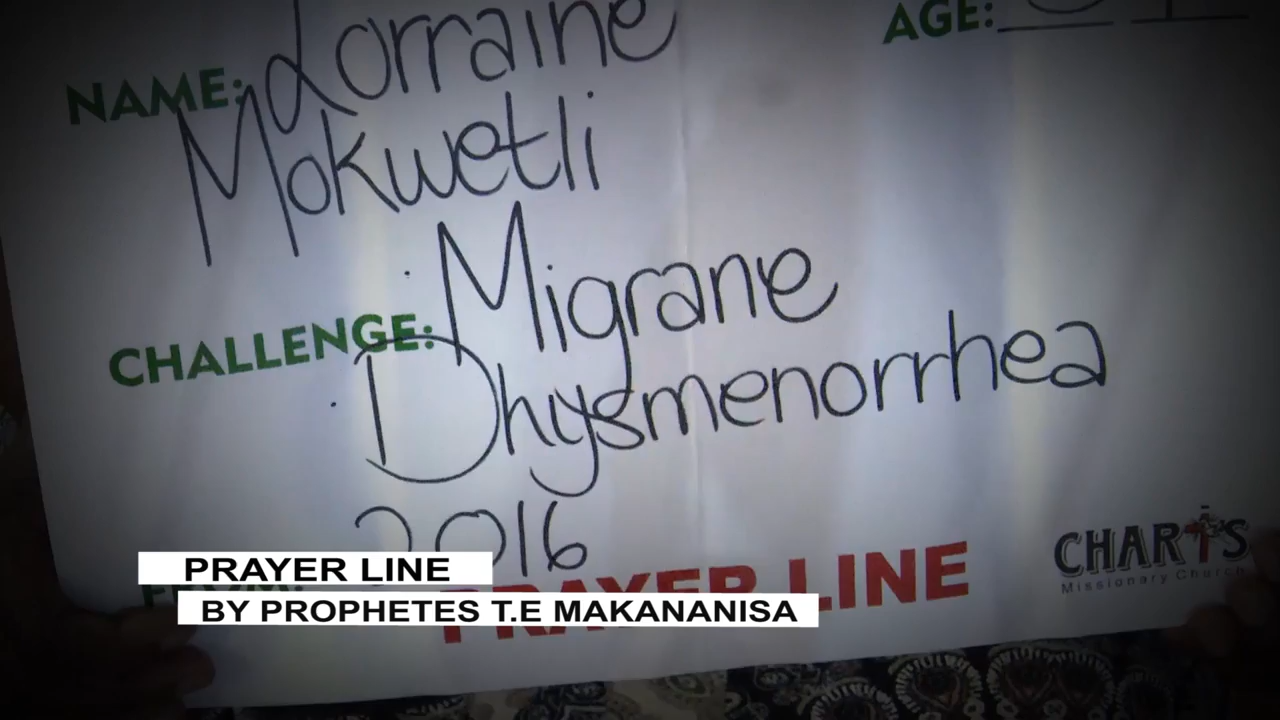 NAME: Lorraine
AGE:
Mokwetli
CHALLENGE: Migrane
Dhysmenorrhea
2016
PRAYER LINE
CHARIS
Missionary Church
PRAYER LINE
BY PROPHETES T.E MAKANANISA